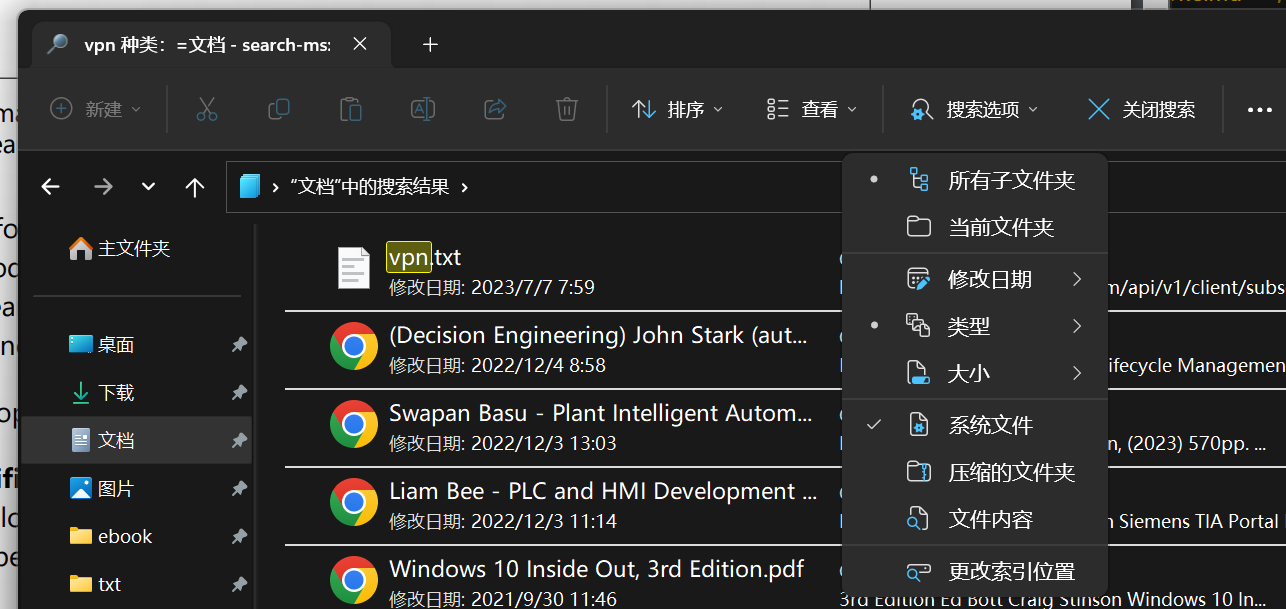 vpn 种类：=文档 - search-ms:
新建
排序
查看
搜索选项
关闭搜索
“文档”中的搜索结果
所有子文件夹
当前文件夹
主文件夹
vpn.txt
修改日期: 2023/7/7 7:59
m/api/v1/client/subs
修改日期
(Decision Engineering) John Stark (aut...
修改日期: 2022/12/4 8:58
ifecycle Managemen
类型
大小
桌面
下载
Swapan Basu - Plant Intelligent Autom...
修改日期: 2022/12/3 13:03
n, (2023) 570pp. ...
系统文件
文档
压缩的文件夹
图片
Liam Bee - PLC and HMI Development ...
修改日期: 2022/12/3 11:14
n Siemens TIA Portal
文件内容
ebook
Windows 10 Inside Out, 3rd Edition.pdf
修改日期: 2021/9/30 11:46
3rd Edition Ed Bott Craig Stinson Windows 10 In...
更改索引位置
txt